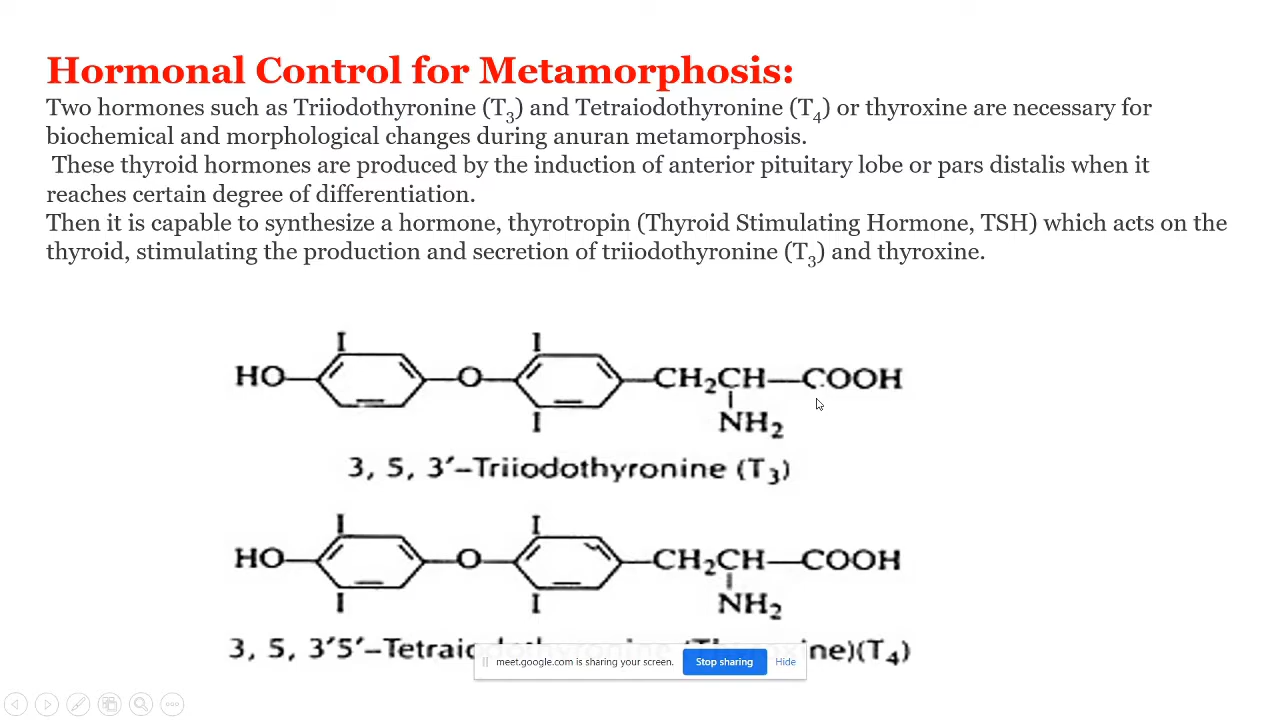 Hormonal Control for Metamorphosis:
Two hormones such as Triiodothyronine (T3) and Tetraiodothyronine (T4) or thyroxine are necessary for
biochemical and morphological changes during anuran metamorphosis.
These thyroid hormones are produced by the induction of anterior pituitary lobe or pars distalis when it
reaches certain degree of differentiation.
Then it is capable to synthesize a hormone, thyrotropin (Thyroid Stimulating Hormone, TSH) which acts on the
thyroid, stimulating the production and secretion of triiodothyronine (T3) and thyroxine.
I I
HO O CH2CH—COOH
I NH2
3, 5, 3′–Triiodothyronine (T3)
I I
HO O CH2CH—COOH
I I NH2
3, 5, 3′5′–Tetraiodothyronine (Thyroxine)(T4)
meet.google.com is sharing your screen. Stop sharing Hide